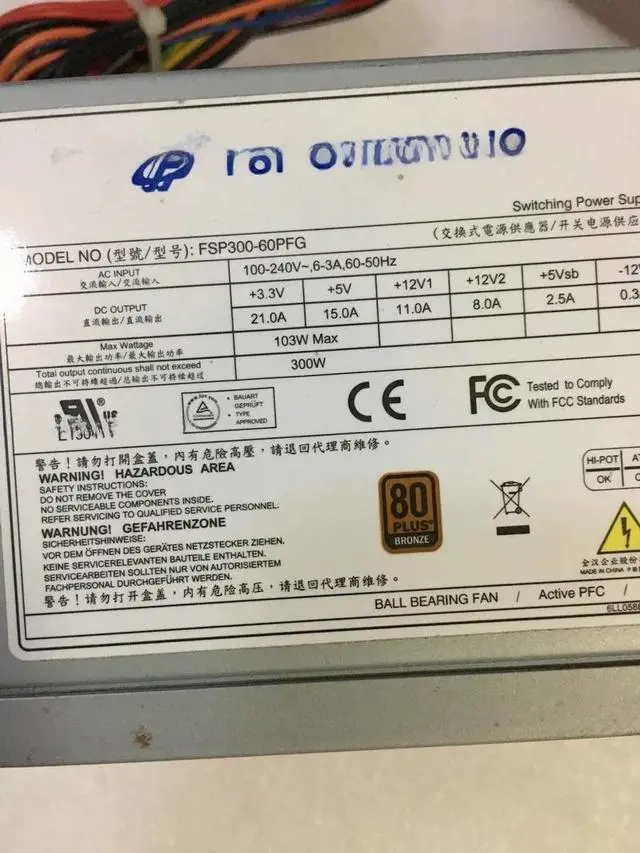 Switching Power Sup
MODEL NO (型號/型号): FSP300-60PFG
(交換式電源供應器/开关电源供应
AC INPUT
交流輸入/交流输入
100-240V~,6-3A,60-50Hz
DC OUTPUT
直流輸出/直流输出
+3.3V +5V +12V1 +12V2 +5Vsb -12V
21.0A 15.0A 11.0A 8.0A 2.5A 0.3
Max Wattage
最大輸出功率/最大输出功率
103W Max
Total output continuous shall not exceed
總輸出不可持續超過/总输出不可持续超过
300W
BAUART
GEPRÜFT
TYPE
APPROVED
CE
FC
Tested to Comply
With FCC Standards
警告!請勿打開盒蓋,內有危險高壓,請退回代理商維修。
WARNING! HAZARDOUS AREA
SAFETY INSTRUCTIONS:
DO NOT REMOVE THE COVER
NO SERVICEABLE COMPONENTS INSIDE.
REFER SERVICING TO QUALIFIED SERVICE PERSONNEL.
WARNUNG! GEFAHRENZONE
SICHERHEITSHINWEISE:
VOR DEM ÖFFNEN DES GERÄTES NETZSTECKER ZIEHEN.
KEINE SERVICERELEVANTEN BAUTEILE ENTHALTEN.
SERVICEARBEITEN SOLLTEN NUR VON AUTORISIERTEM
FACHPERSONAL DURCHGEFÜHRT WERDEN.
警告!请勿打开盒盖,内有危险高压,请退回代理商维修。
80
PLUS®
BRONZE
HI-POT
OK
全汉企业股份
MADE IN CHINA
BALL BEARING FAN / Active PFC /
6LL058